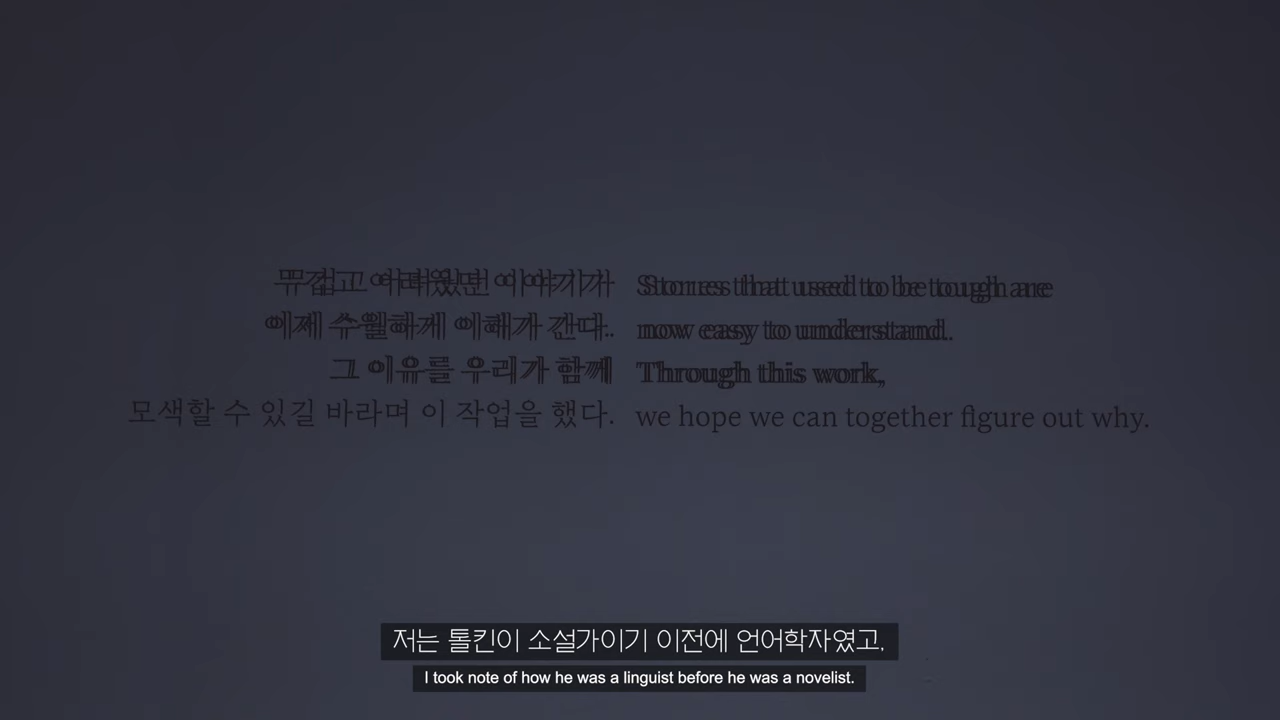 무겁고 어려웠던 이야기가
이제 수월하게 이해가 간다.
그 이유를 우리가 함께
모색할 수 있길 바라며 이 작업을 했다.
Stories that used to be tough are
now easy to understand.
Through this work,
we hope we can together figure out why.
저는 톨킨이 소설가이기 이전에 언어학자였고,
I took note of how he was a linguist before he was a novelist.